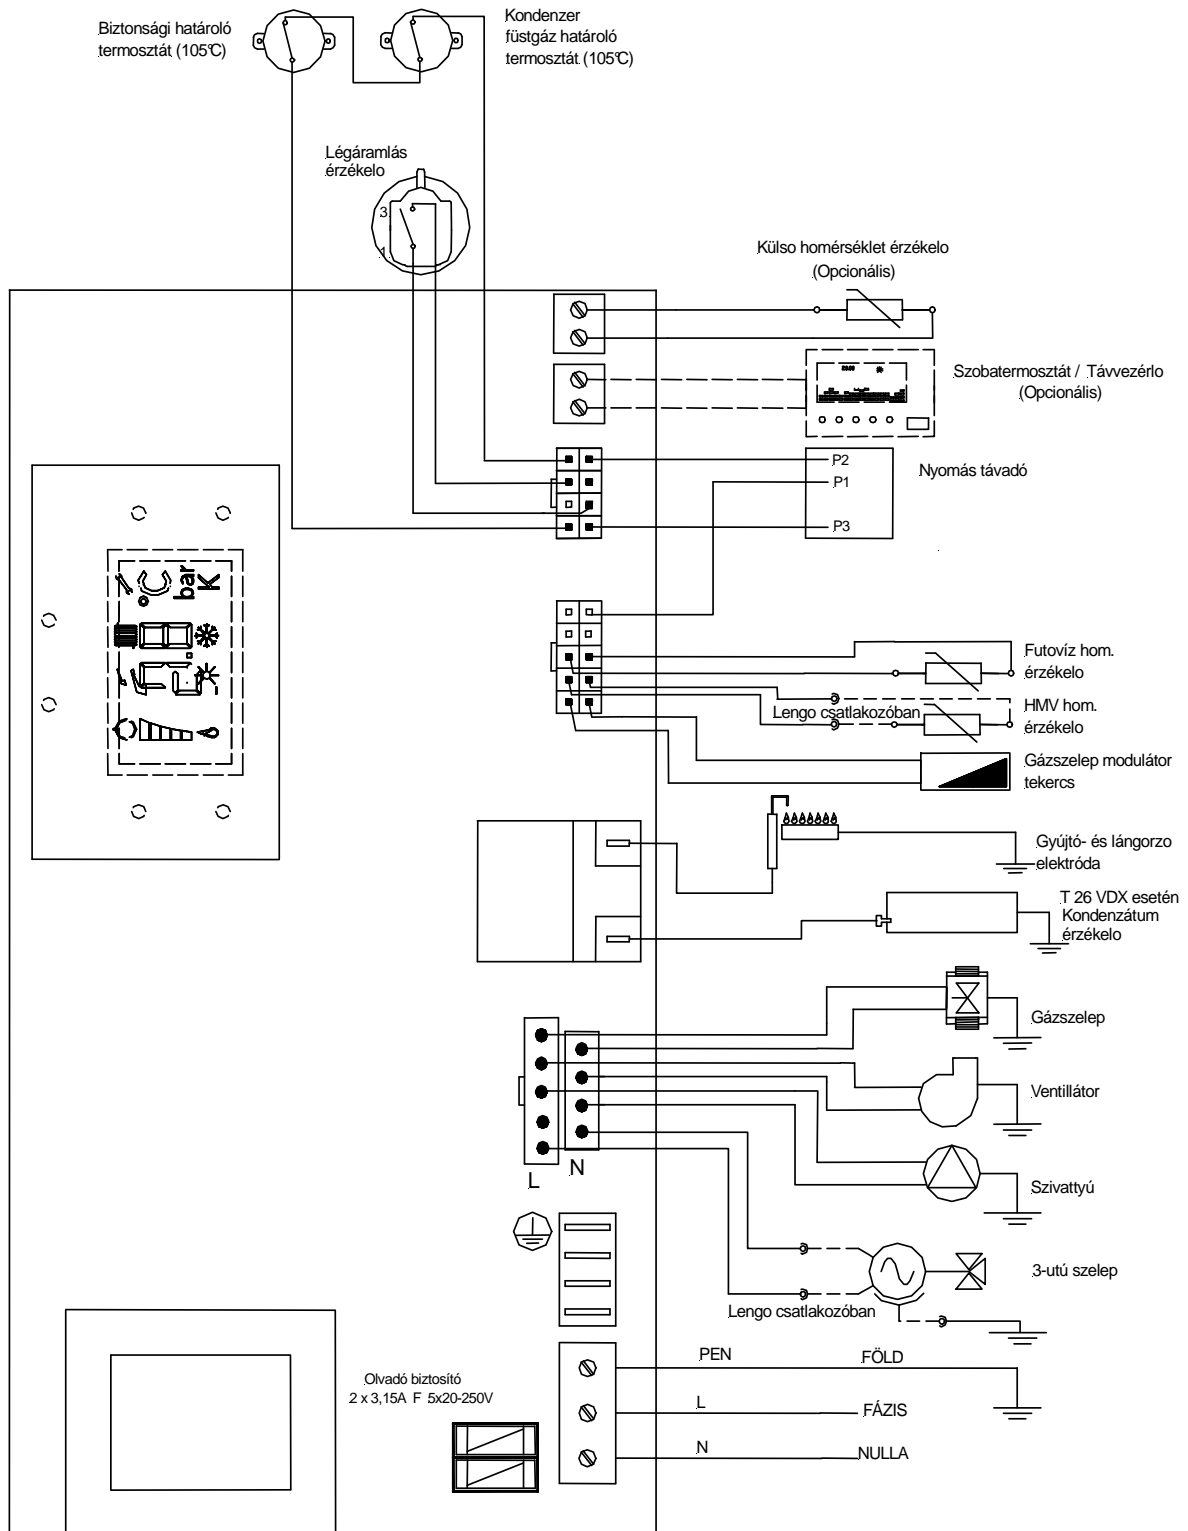 Biztonsági határoló
termosztát (105°C)
Kondenzer
füstgáz határoló
termosztát (105°C)
Légáramlás
érzékelo
3
1
Külso homérséklet érzékelo
(Opcionális)
Szobatermosztát / Távvezérlo
(Opcionális)
P2
P1
P3
Nyomás távadó
°C
bar
K
Futovíz hom.
érzékelo
Lengo csatlakozóban
HMV hom.
érzékelo
Gázszelep modulátor
tekercs
Gyújtó- és lángorzo
elektróda
T 26 VDX esetén
Kondenzátum
érzékelo
Gázszelep
Ventillátor
L
N
Szivattyú
3-utú szelep
Lengo csatlakozóban
Olvadó biztosító
2 x 3,15A F 5x20-250V
PEN
FÖLD
L
FÁZIS
N
NULLA